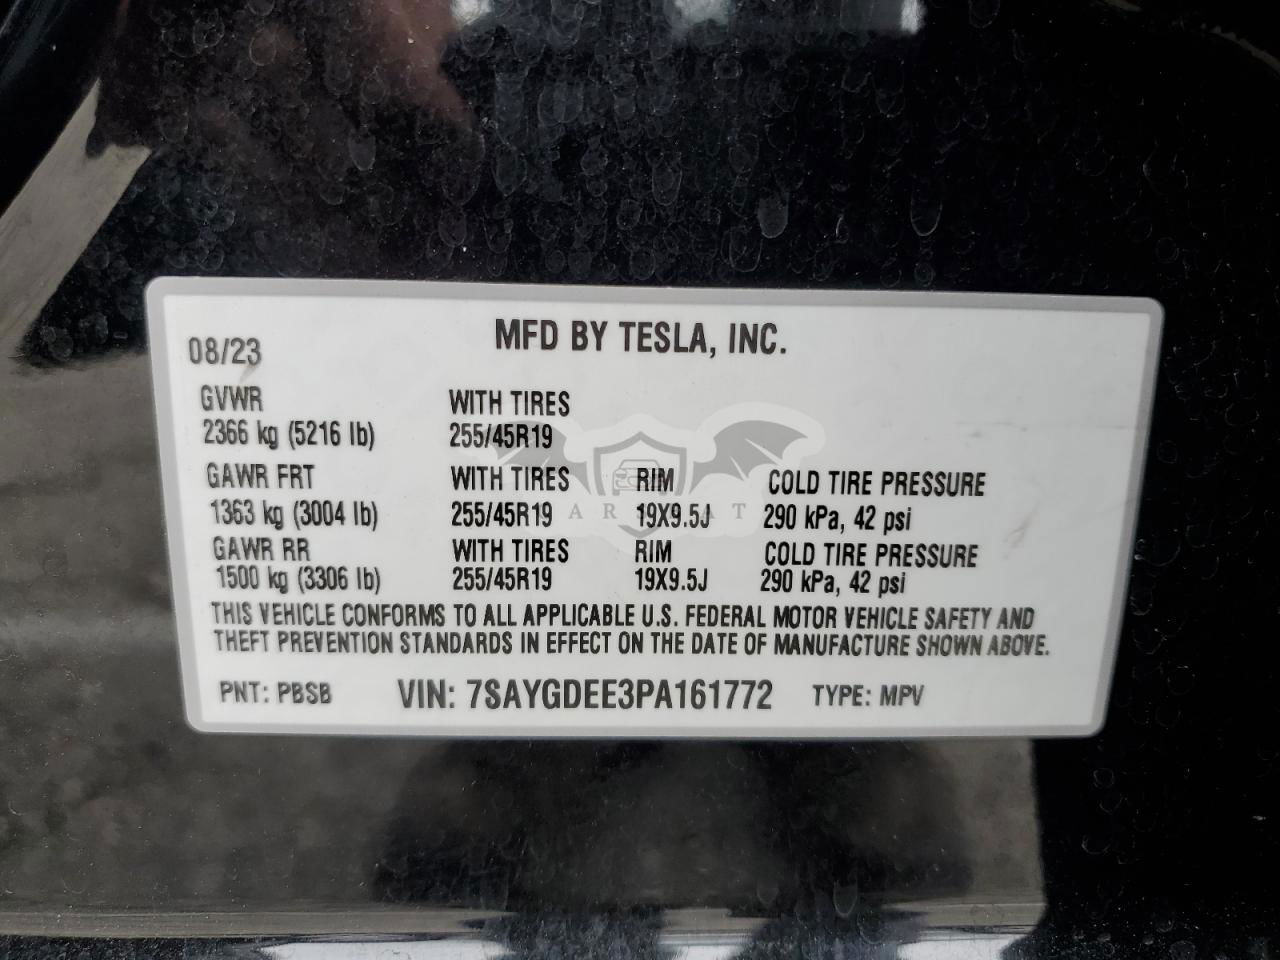 08/23 MFD BY TESLA, INC.
GVWR WITH TIRES
2366 kg (5216 lb) 255/45R19
GAWR FRT WITH TIRES RIM COLD TIRE PRESSURE
1363 kg (3004 lb) 255/45R19 19X9.5J 290 kPa, 42 psi
GAWR RR WITH TIRES RIM COLD TIRE PRESSURE
1500 kg (3306 lb) 255/45R19 19X9.5J 290 kPa, 42 psi
THIS VEHICLE CONFORMS TO ALL APPLICABLE U.S. FEDERAL MOTOR VEHICLE SAFETY AND
THEFT PREVENTION STANDARDS IN EFFECT ON THE DATE OF MANUFACTURE SHOWN ABOVE.
PNT: PBSB VIN: 7SAYGDEE3PA161772 TYPE: MPV